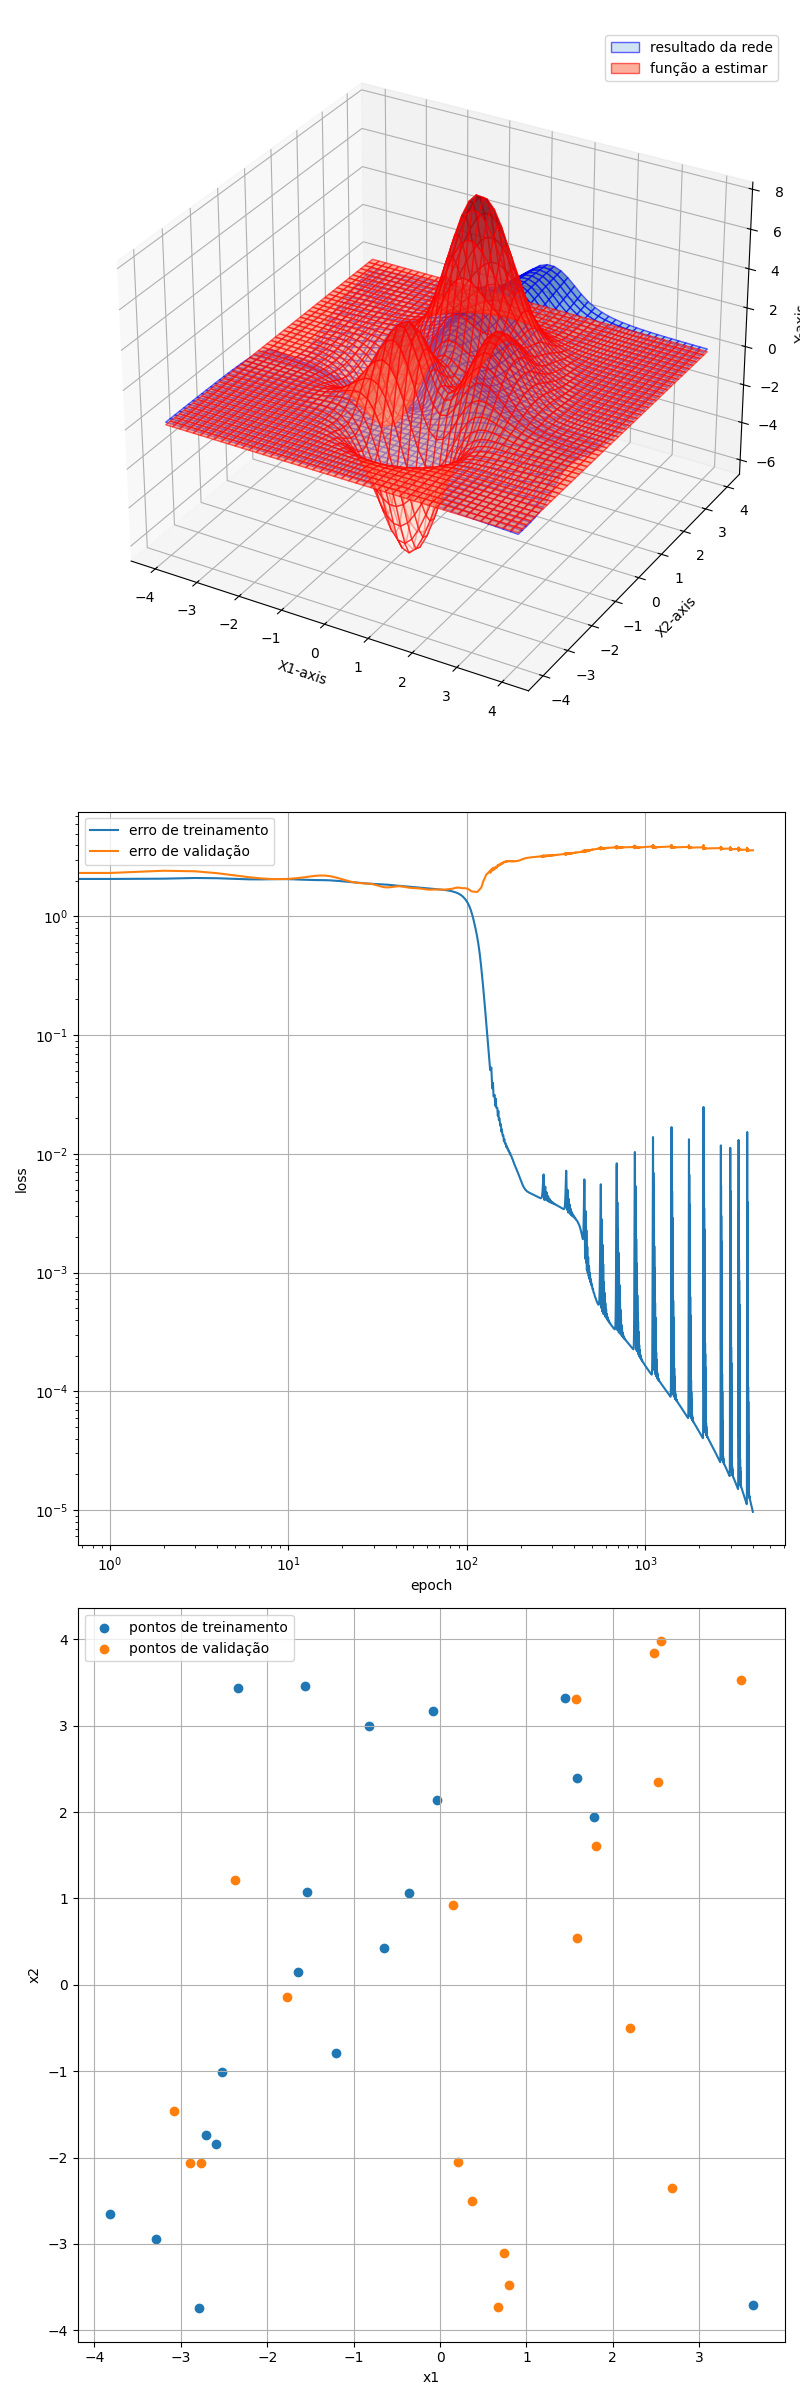 resultado da rede
função a estimar
8
6
4
2
0
−2
−4
−6
4
3
2
1
0
−1
−2
−3
−4
X2-axis
−4
−3
−2
−1
0
1
2
3
4
X1-axis
erro de treinamento
erro de validação
10⁰
10⁻¹
10⁻²
10⁻³
10⁻⁴
10⁻⁵
loss
10⁰ 10¹ 10² 10³
epoch
pontos de treinamento
pontos de validação
4
3
2
1
0
−1
−2
−3
−4
x2
−4 −3 −2 −1 0 1 2 3
x1